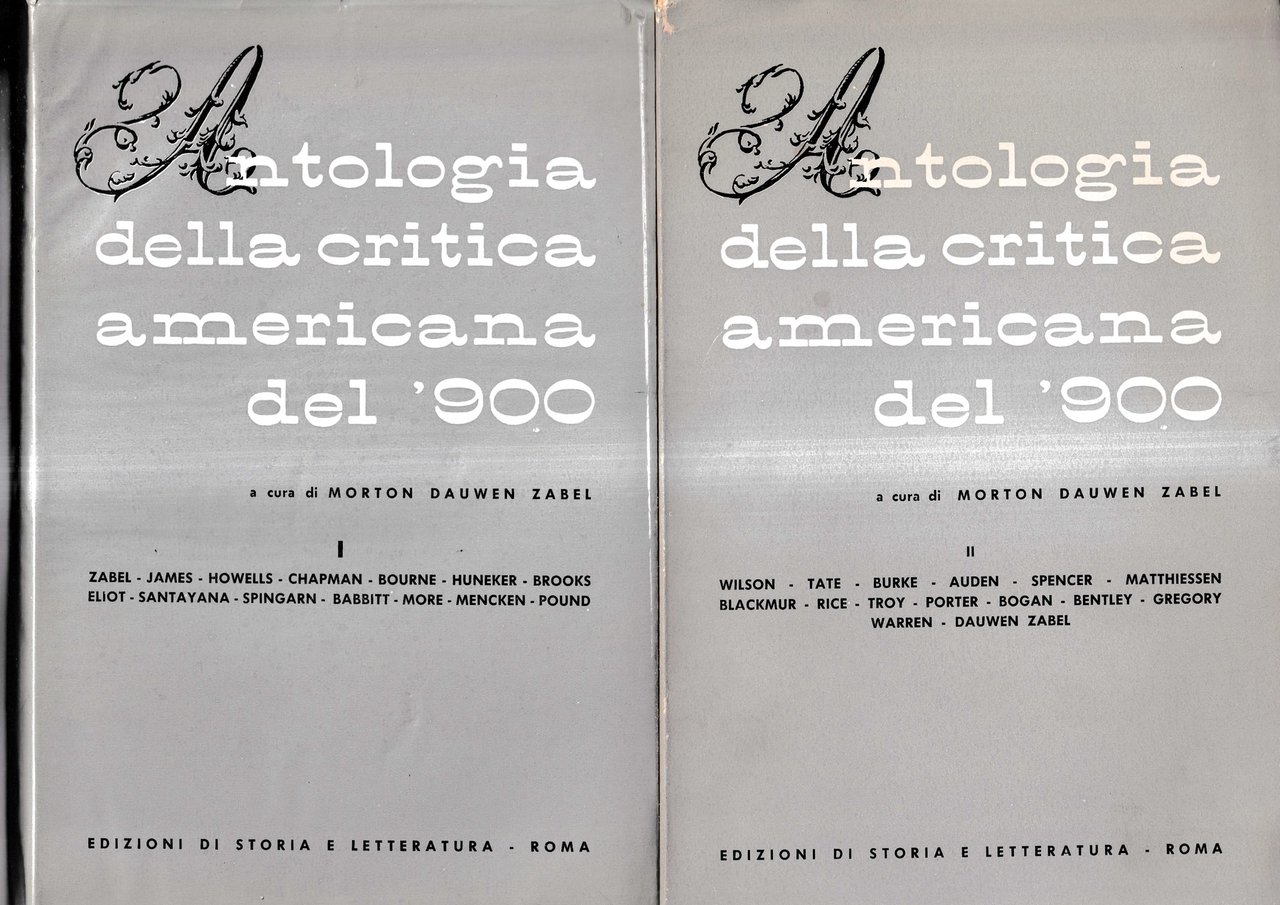 Antologia
della critica
americana
del '900
a cura di MORTON DAUWEN ZABEL
I
ZABEL - JAMES - HOWELLS - CHAPMAN - BOURNE - HUNEKER - BROOKS
ELIOT - SANTAYANA - SPINGARN - BABBITT - MORE - MENCKEN - POUND
EDIZIONI DI STORIA E LETTERATURA - ROMA
Antologia
della critica
americana
del '900
a cura di MORTON DAUWEN ZABEL
II
WILSON - TATE - BURKE - AUDEN - SPENCER - MATTHIESSEN
BLACKMUR - RICE - TROY - PORTER - BOGAN - BENTLEY - GREGORY
WARREN - DAUWEN ZABEL
EDIZIONI DI STORIA E LETTERATURA - ROMA